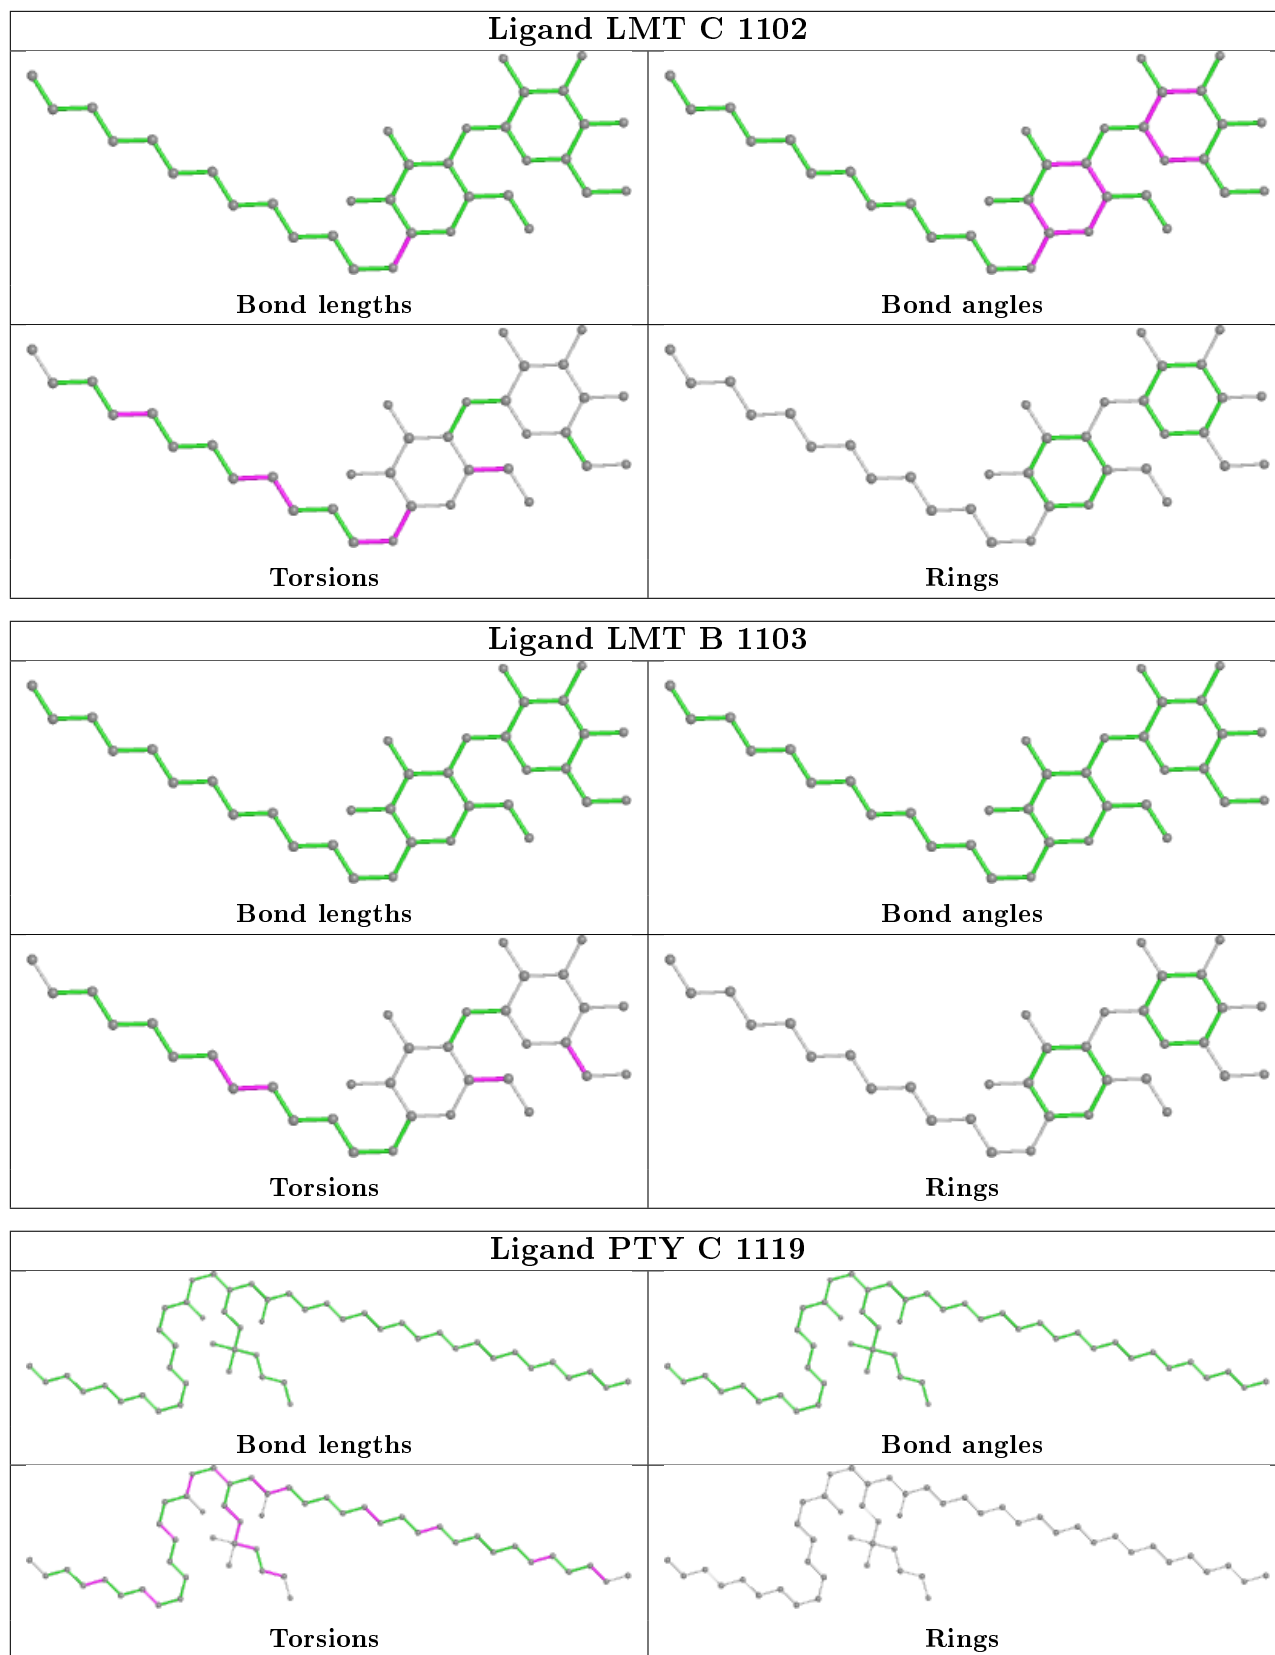 Ligand LMT C 1102
Bond lengths
Bond angles
Torsions
Rings
Ligand LMT B 1103
Bond lengths
Bond angles
Torsions
Rings
Ligand PTY C 1119
Bond lengths
Bond angles
Torsions
Rings